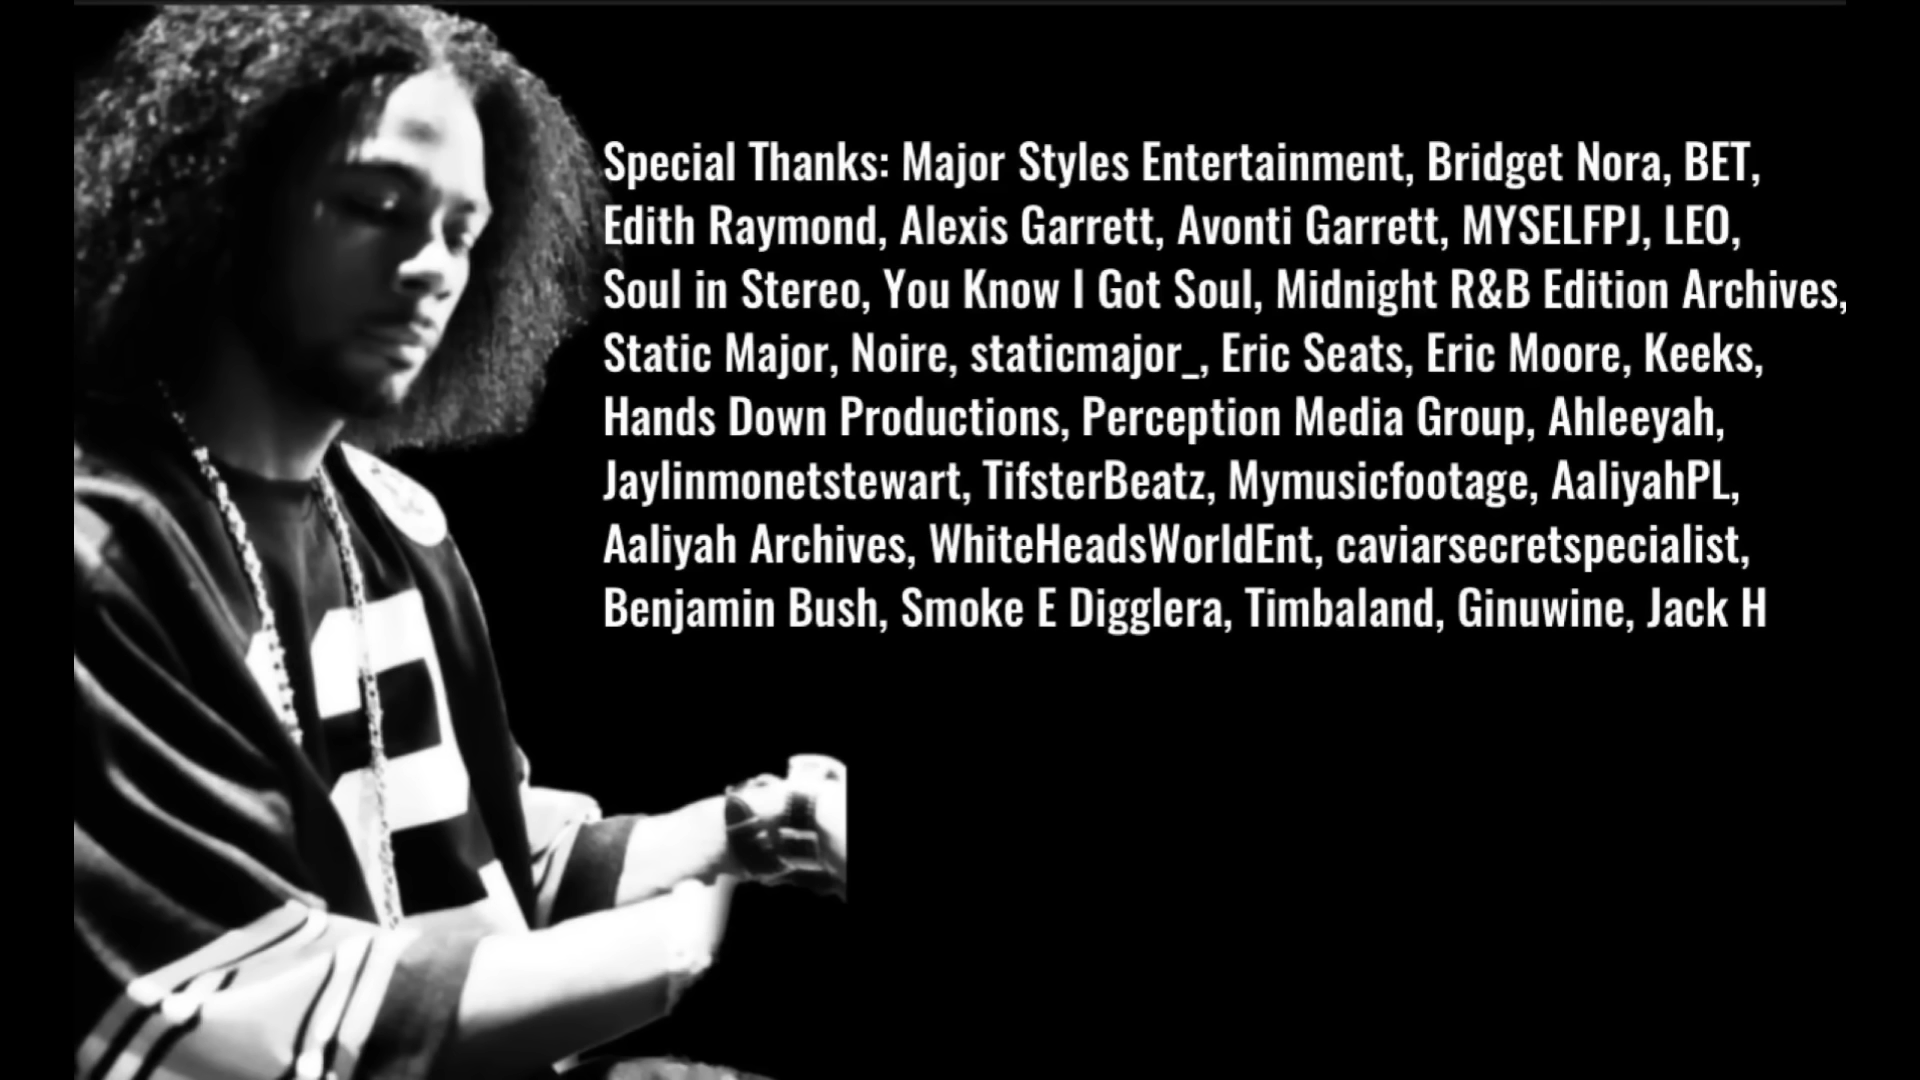 Special Thanks: Major Styles Entertainment, Bridget Nora, BET,
Edith Raymond, Alexis Garrett, Avonti Garrett, MYSELFPJ, LEO,
Soul in Stereo, You Know I Got Soul, Midnight R&B Edition Archives,
Static Major, Noire, staticmajor_, Eric Seats, Eric Moore, Keeks,
Hands Down Productions, Perception Media Group, Ahleeyah,
Jaylinmonetstewart, TifsterBeatz, Mymusicfootage, AaliyahPL,
Aaliyah Archives, WhiteHeadsWorldEnt, caviarsecretspecialist,
Benjamin Bush, Smoke E Digglera, Timbaland, Ginuwine, Jack H